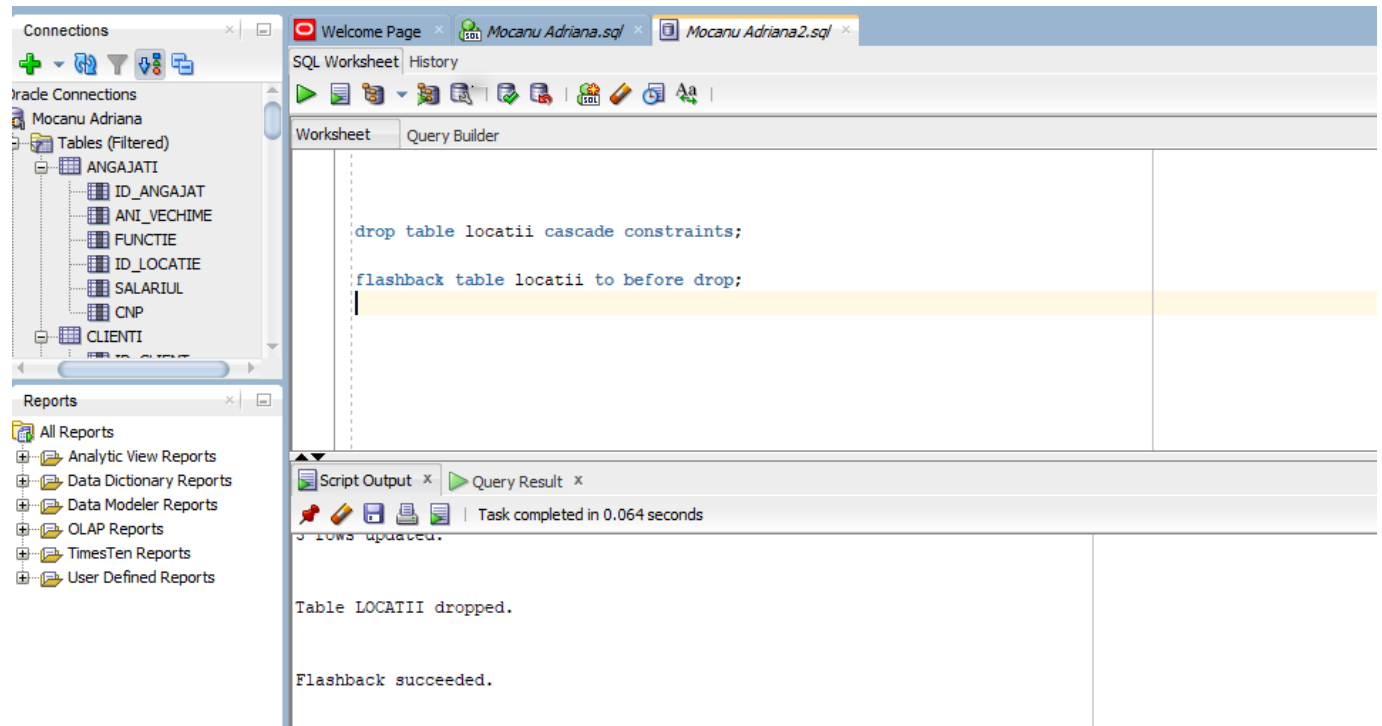 Connections
Oracle Connections
Mocanu Adriana
Tables (Filtered)
ANGAJATI
ID_ANGAJAT
ANI_VECHIME
FUNCTIE
ID_LOCATIE
SALARIUL
CNP
CLIENTI
ID_CLIENT
Reports
All Reports
Analytic View Reports
Data Dictionary Reports
Data Modeler Reports
OLAP Reports
TimesTen Reports
User Defined Reports
Welcome Page
Mocanu Adriana.sql
Mocanu Adriana2.sql
SQL Worksheet History
Worksheet Query Builder
drop table locatii cascade constraints;
flashback table locatii to before drop;
Script Output x Query Result x
Task completed in 0.064 seconds
rows updated.
Table LOCATII dropped.
Flashback succeeded.